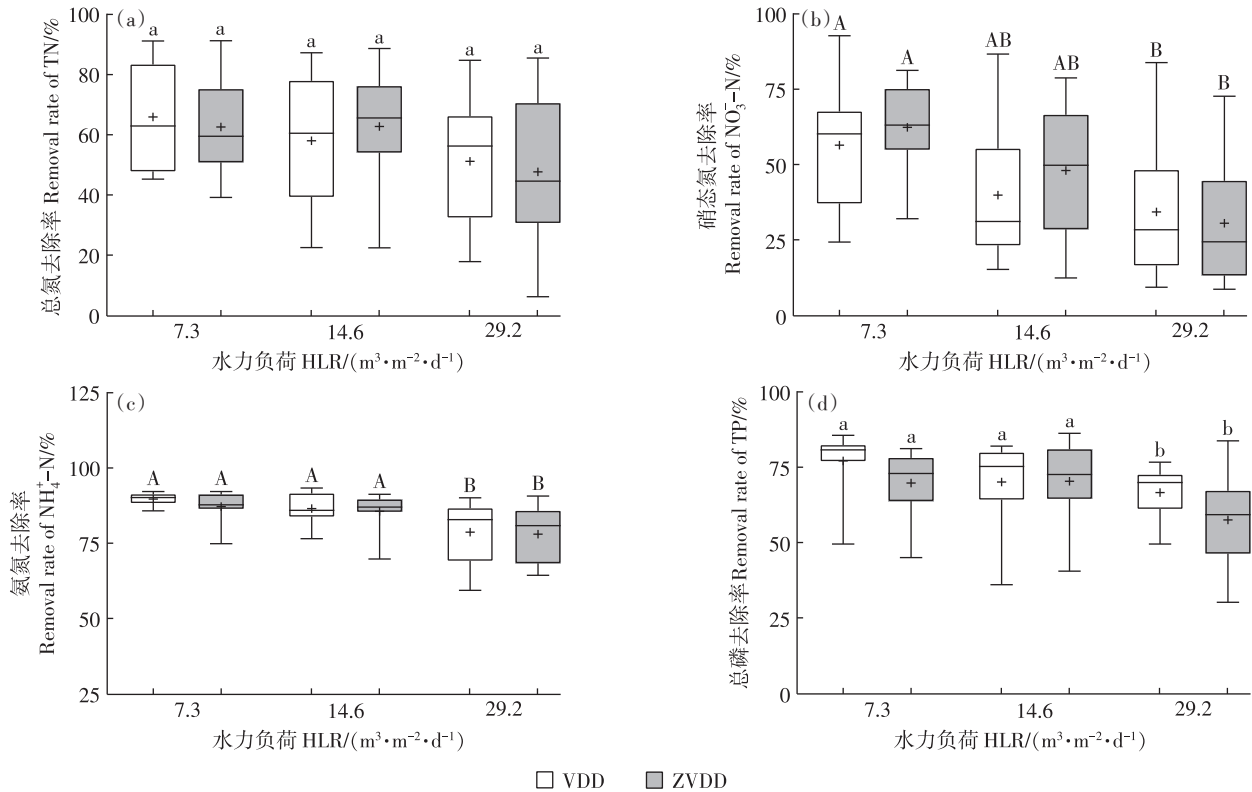 (a)
总氮去除率 Removal rate of TN/%
100
80
60
40
20
0
a
a
a
a
a
a
7.3
14.6
29.2
水力负荷 HLR/(m³·m⁻²·d⁻¹)
(b)
硝态氮去除率
Removal rate of NO₃⁻-N/%
100
75
50
25
0
A
A
AB
AB
B
B
7.3
14.6
29.2
水力负荷 HLR/(m³·m⁻²·d⁻¹)
(c)
氨氮去除率
Removal rate of NH₄⁺-N/%
125
100
75
50
25
A
A
A
A
B
B
7.3
14.6
29.2
水力负荷 HLR/(m³·m⁻²·d⁻¹)
(d)
总磷去除率 Removal rate of TP/%
100
75
50
25
0
a
a
a
a
b
b
7.3
14.6
29.2
水力负荷 HLR/(m³·m⁻²·d⁻¹)
VDD
ZVDD